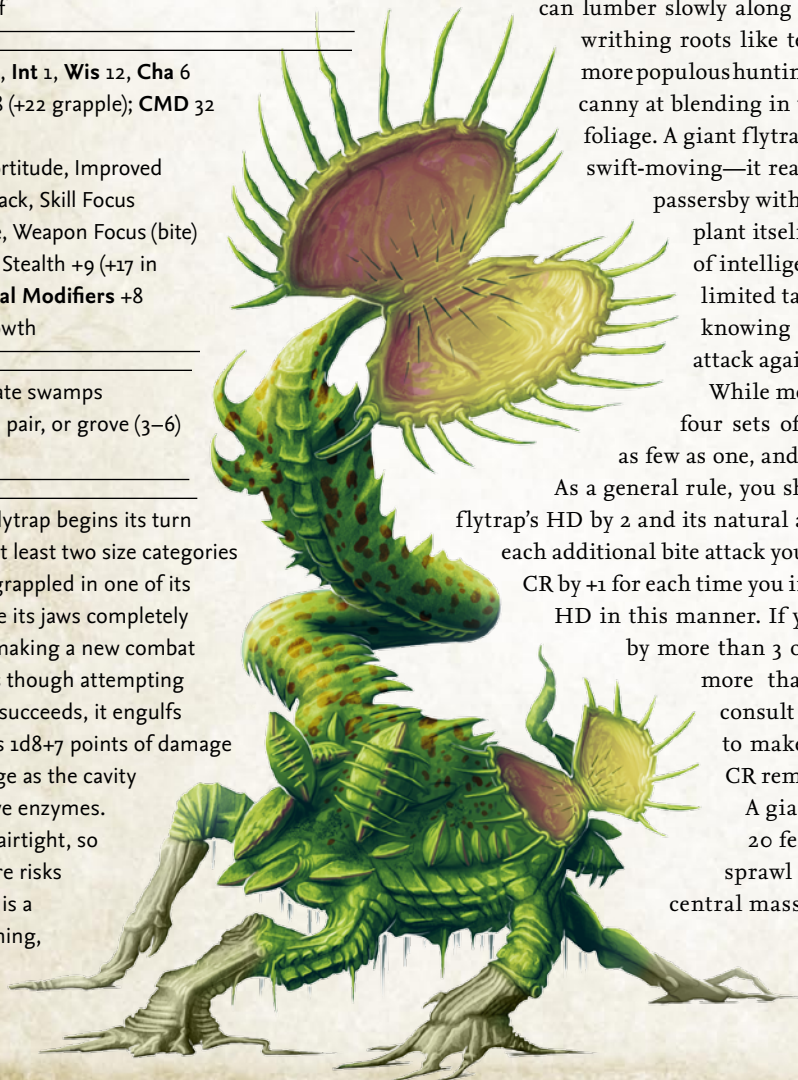 f
, Int 1, Wis 12, Cha 6
(+22 grapple); CMD 32
ortitude, Improved
ack, Skill Focus
, Weapon Focus (bite)
Stealth +9 (+17 in
al Modifiers +8
owth
ate swamps
pair, or grove (3–6)
lytrap begins its turn
t least two size categories
grappled in one of its
e its jaws completely
making a new combat
s though attempting
succeeds, it engulfs
s 1d8+7 points of damage
ge as the cavity
ve enzymes.
airtight, so
re risks
is a
ning,
can lumber slowly along
writhing roots like te
more populous huntin
canny at blending in
foliage. A giant flytra
swift-moving—it rea
passersby with
plant itsel
of intellige
limited ta
knowing
attack agai
While mo
four sets of
as few as one, and
As a general rule, you sh
flytrap's HD by 2 and its natural a
each additional bite attack you
CR by +1 for each time you in
HD in this manner. If y
by more than 3 o
more tha
consult
to make
CR rem
A gia
20 fe
sprawl
central mass